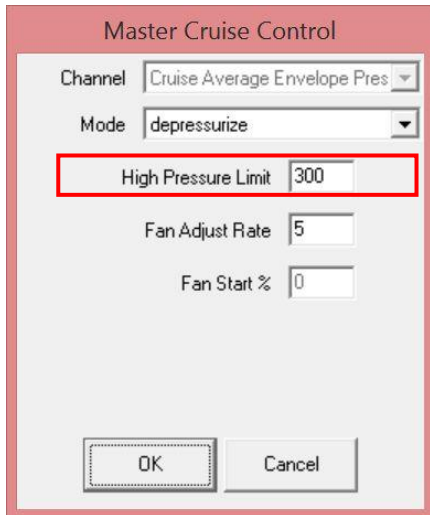 Master Cruise Control
Channel Cruise Average Envelope Pres
Mode depressurize
High Pressure Limit 300
Fan Adjust Rate 5
Fan Start % 0
OK Cancel